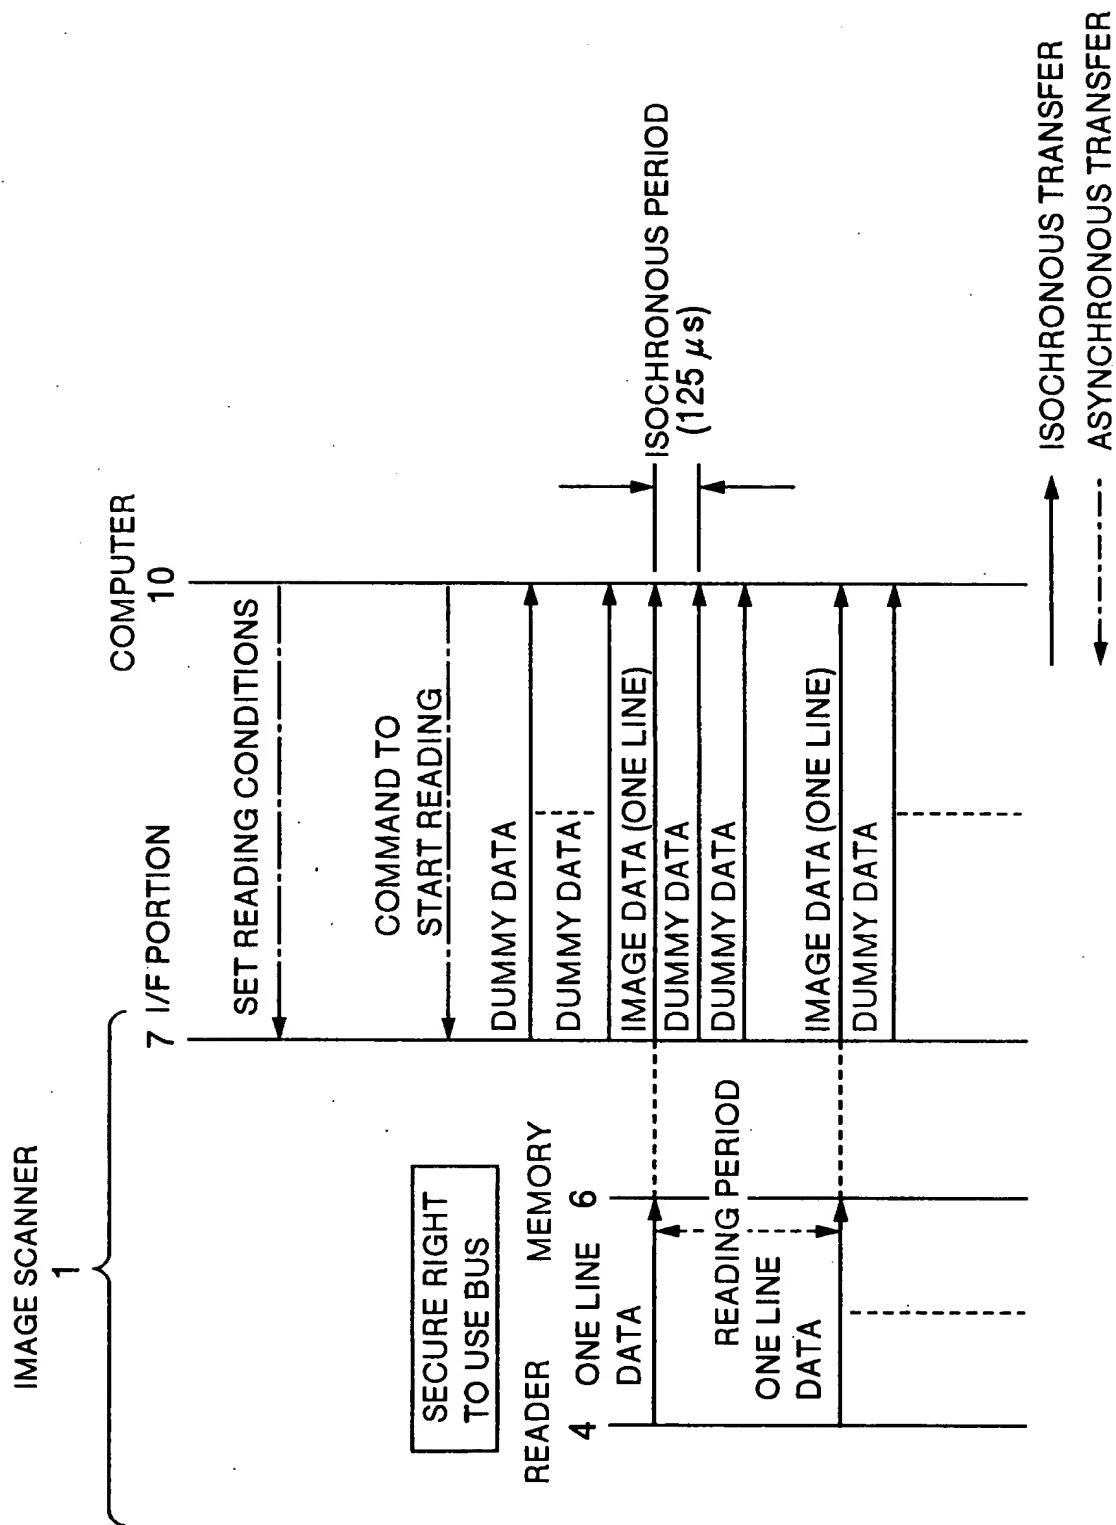 IMAGE SCANNER
1
COMPUTER
10
7 I/F PORTION
SET READING CONDITIONS
SECURE RIGHT
TO USE BUS
COMMAND TO
START READING
READER
4
MEMORY
6
DUMMY DATA
DUMMY DATA
ONE LINE
DATA
IMAGE DATA (ONE LINE)
ISOCHRONOUS PERIOD
(125 μs)
DUMMY DATA
DUMMY DATA
READING PERIOD
ONE LINE
DATA
IMAGE DATA (ONE LINE)
DUMMY DATA
ISOCHRONOUS TRANSFER
ASYNCHRONOUS TRANSFER